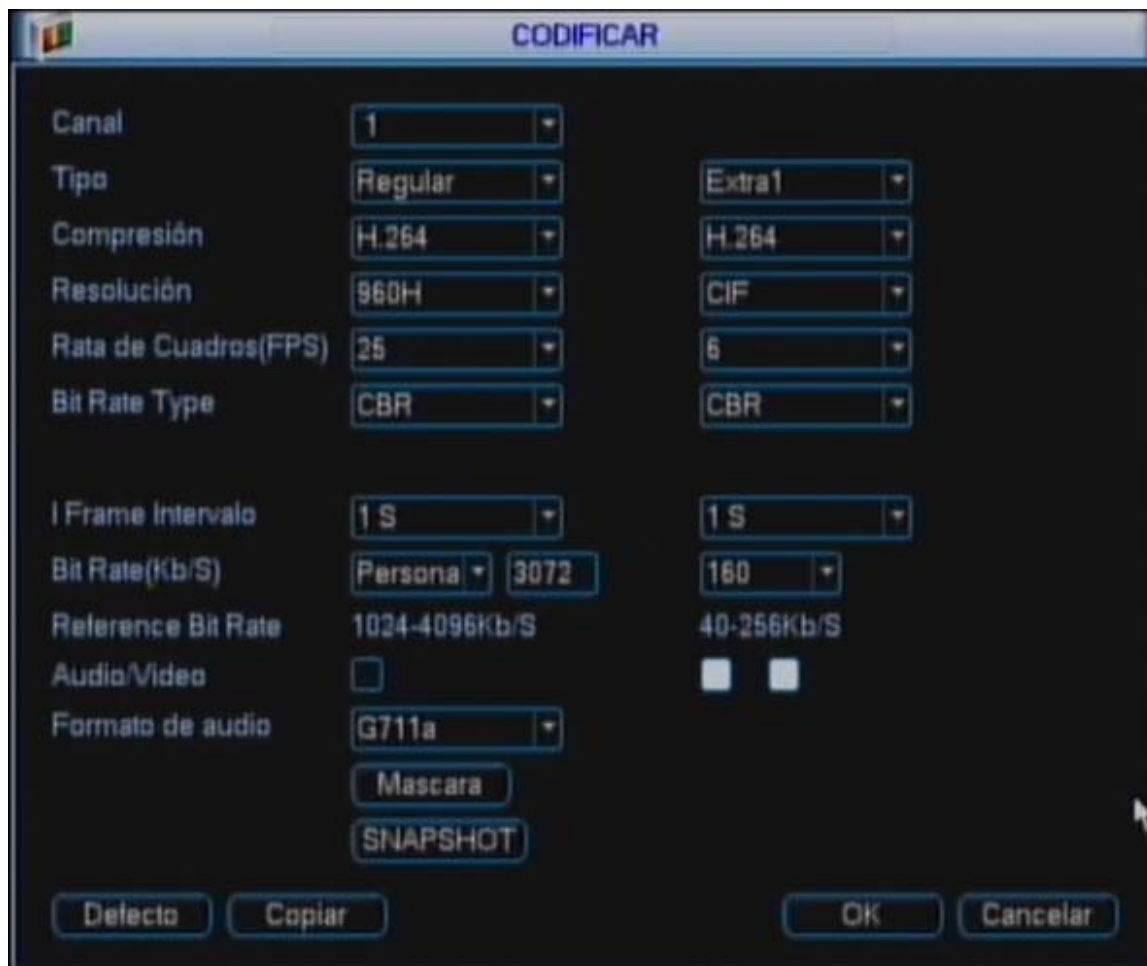 CODIFICAR
Canal 1
Tipo Regular Extra1
Compresión H.264 H.264
Resolución 960H CIF
Rata de Cuadros(FPS) 25 6
Bit Rate Type CBR CBR
I Frame Intervalo 1 S 1 S
Bit Rate(Kb/S) Persona 3072 160
Reference Bit Rate 1024-4096Kb/S 40-256Kb/S
Audio/Video
Formato de audio G711a
Mascara
SNAPSHOT
Defecto Copiar OK Cancelar